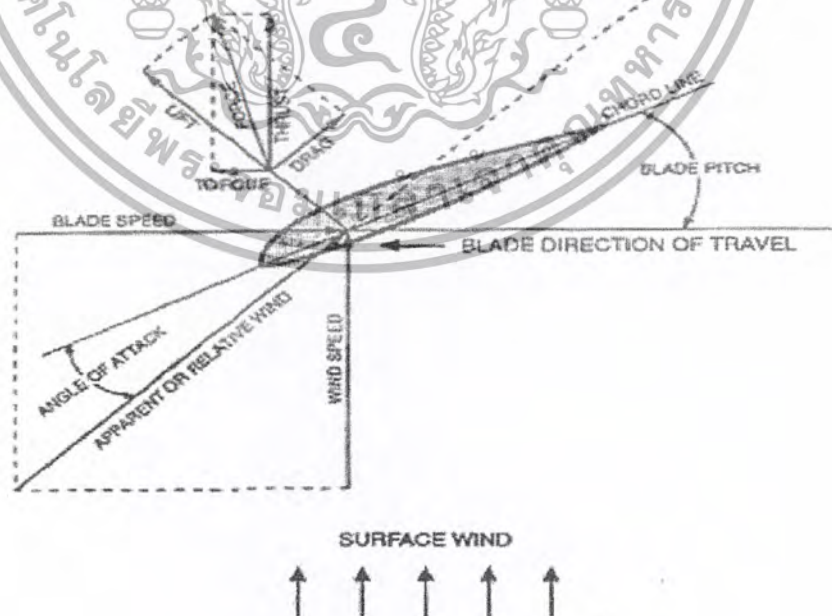 LIFT
THRUST
DRAG
TORQUE
CHORD LINE
BLADE PITCH
BLADE SPEED
BLADE DIRECTION OF TRAVEL
ANGLE OF ATTACK
APPARENT OR RELATIVE WIND
WIND SPEED
SURFACE WIND